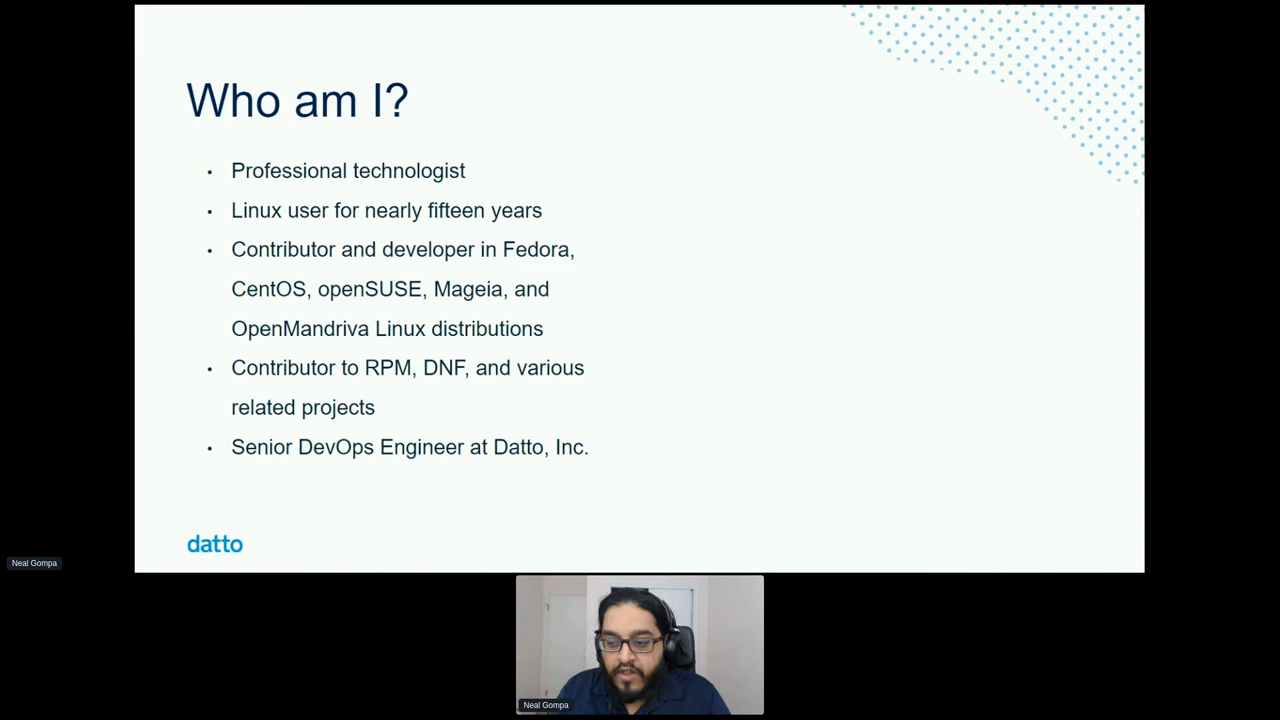 Who am I?
• Professional technologist
• Linux user for nearly fifteen years
• Contributor and developer in Fedora,
CentOS, openSUSE, Mageia, and
OpenMandriva Linux distributions
• Contributor to RPM, DNF, and various
related projects
• Senior DevOps Engineer at Datto, Inc.
datto
Neal Gompa
Neal Gompa